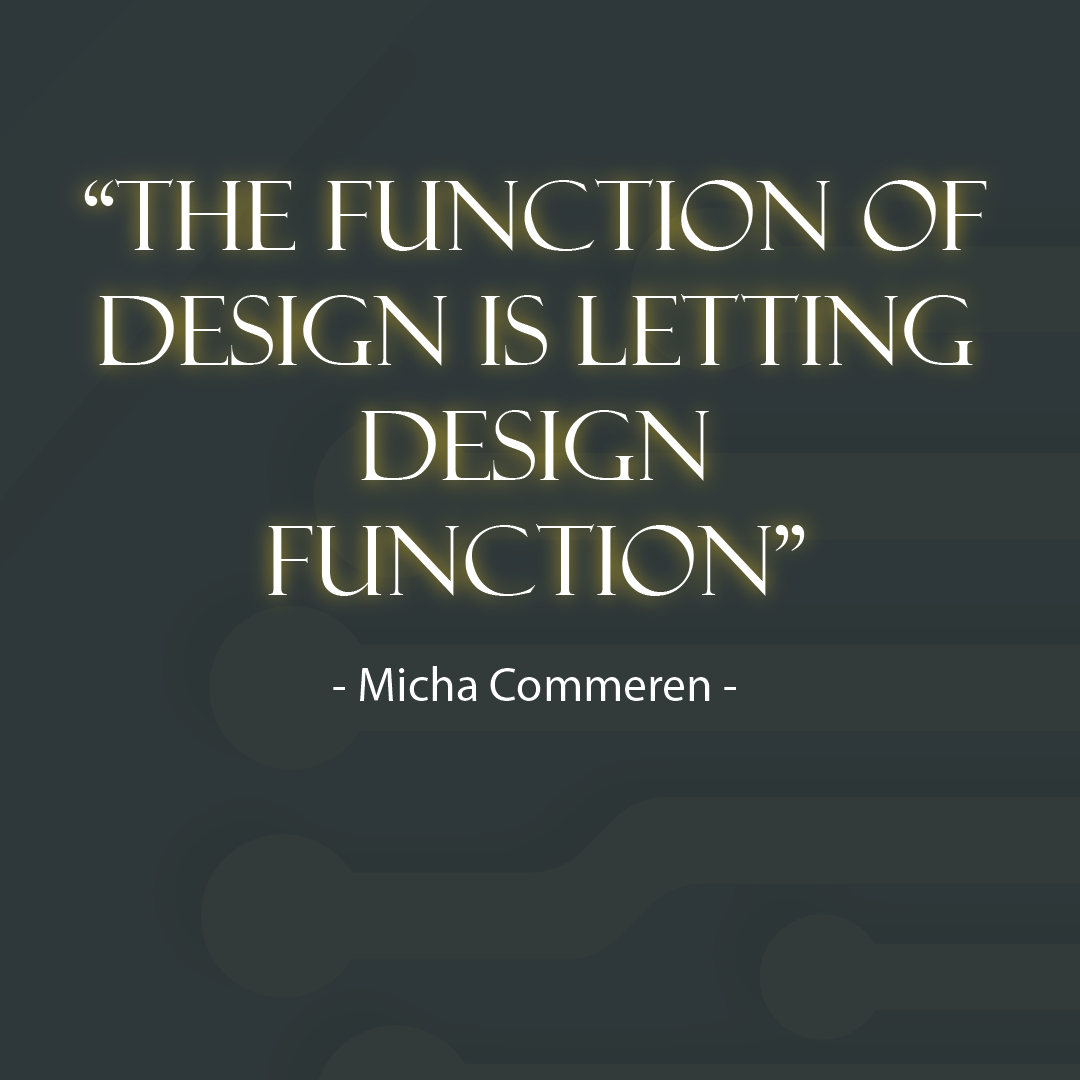 “THE FUNCTION OF
DESIGN IS LETTING
DESIGN
FUNCTION”
- Micha Commeren -